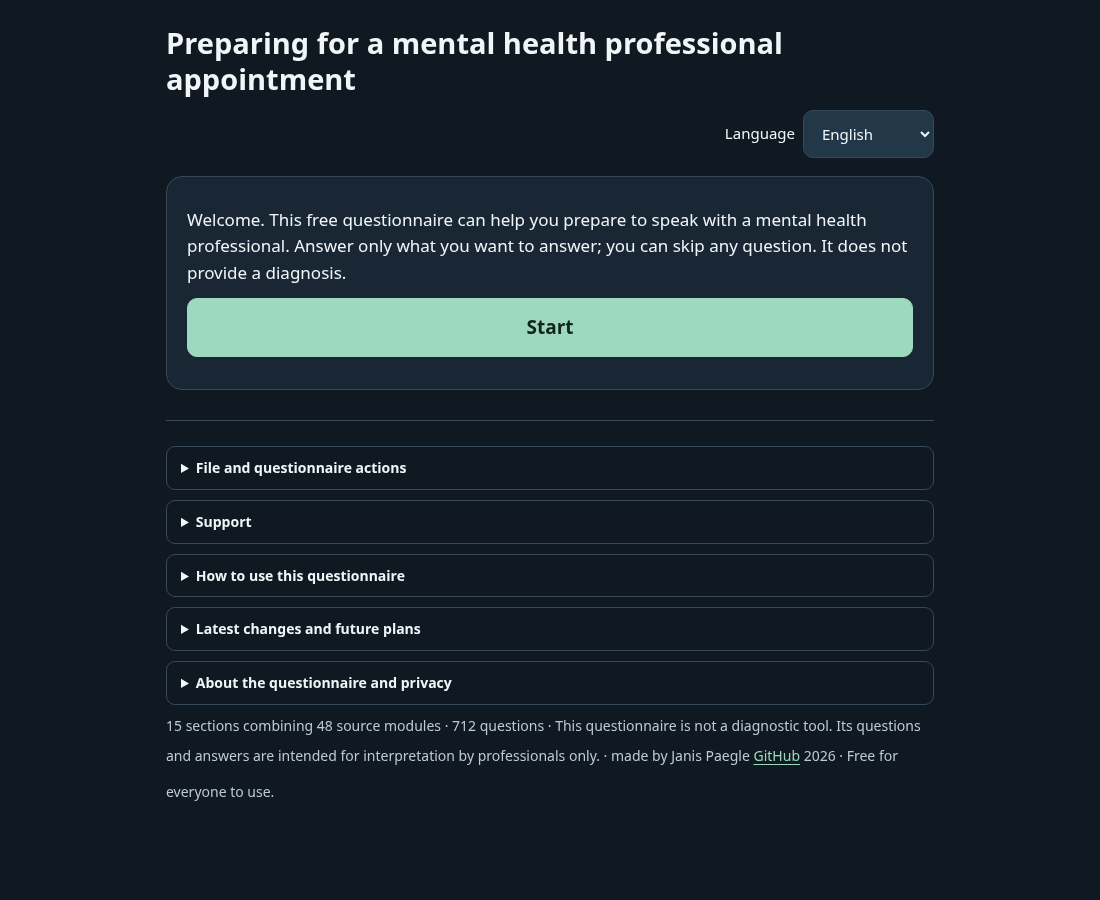 Preparing for a mental health professional
appointment
Language
English
Welcome. This free questionnaire can help you prepare to speak with a mental health
professional. Answer only what you want to answer; you can skip any question. It does not
provide a diagnosis.
Start
File and questionnaire actions
Support
How to use this questionnaire
Latest changes and future plans
About the questionnaire and privacy
15 sections combining 48 source modules · 712 questions · This questionnaire is not a diagnostic tool. Its questions
and answers are intended for interpretation by professionals only. · made by Janis Paegle GitHub 2026 · Free for
everyone to use.